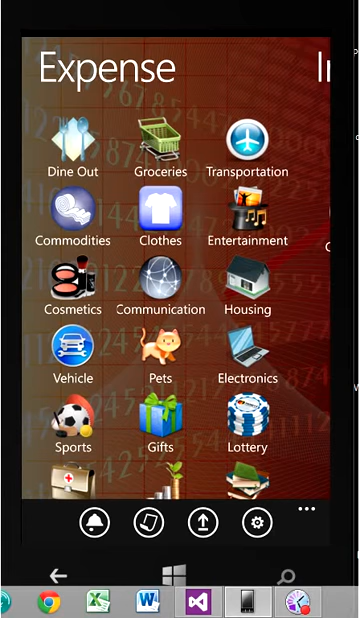 Expense
Dine Out Groceries Transportation
Commodities Clothes Entertainment
Cosmetics Communication Housing
Vehicle Pets Electronics
Sports Gifts Lottery